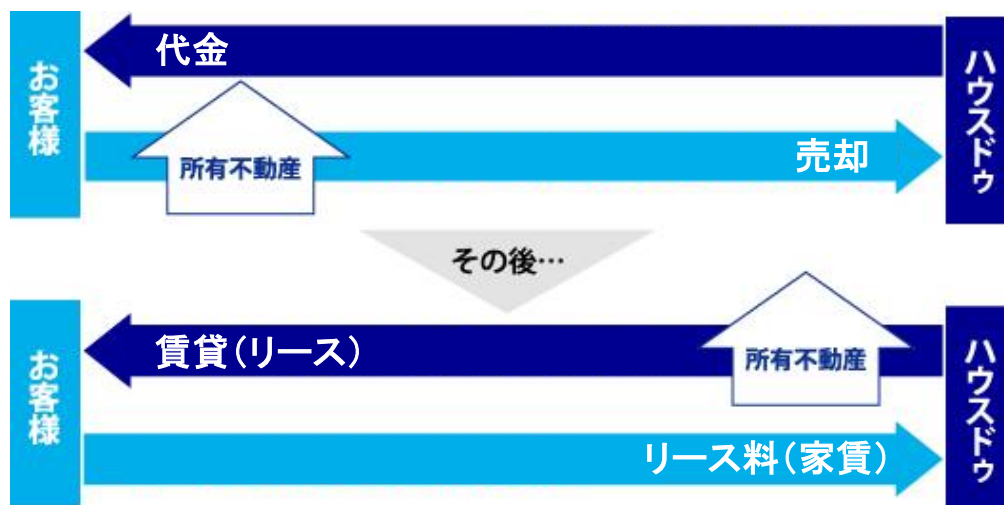 お客様
代金
ハウスドゥ
所有不動産
売却
その後…
お客様
賃貸(リース)
所有不動産
ハウスドゥ
リース料(家賃)